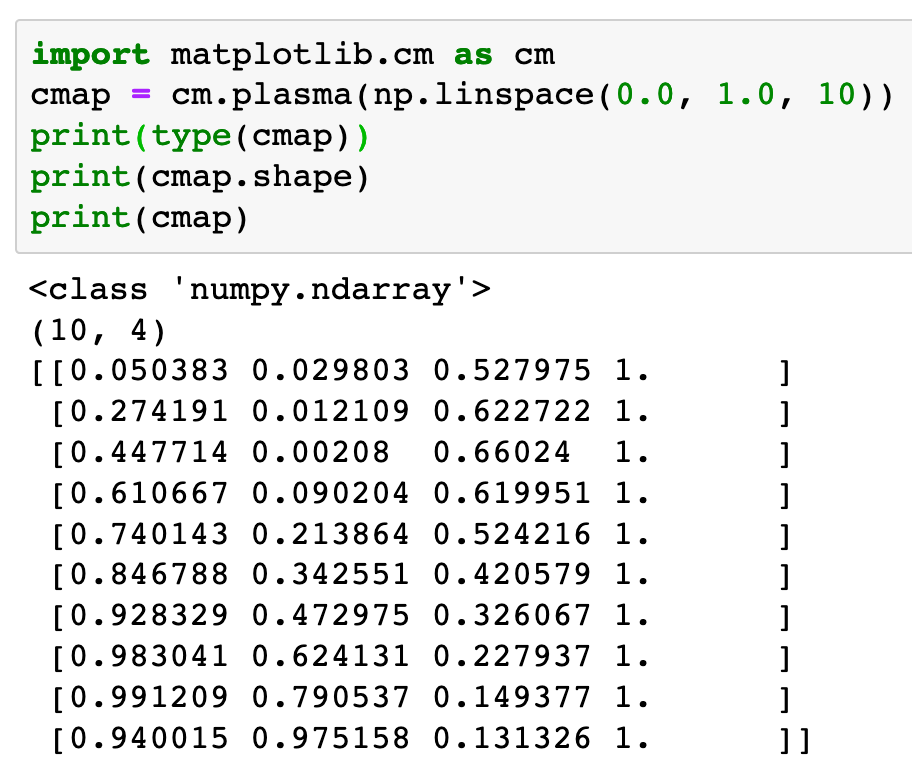 import matplotlib.cm as cm
cmap = cm.plasma(np.linspace(0.0, 1.0, 10))
print(type(cmap))
print(cmap.shape)
print(cmap)
<class 'numpy.ndarray'>
(10, 4)
[[0.050383 0.029803 0.527975 1.      ]
 [0.274191 0.012109 0.622722 1.      ]
 [0.447714 0.00208  0.66024  1.      ]
 [0.610667 0.090204 0.619951 1.      ]
 [0.740143 0.213864 0.524216 1.      ]
 [0.846788 0.342551 0.420579 1.      ]
 [0.928329 0.472975 0.326067 1.      ]
 [0.983041 0.624131 0.227937 1.      ]
 [0.991209 0.790537 0.149377 1.      ]
 [0.940015 0.975158 0.131326 1.      ]]